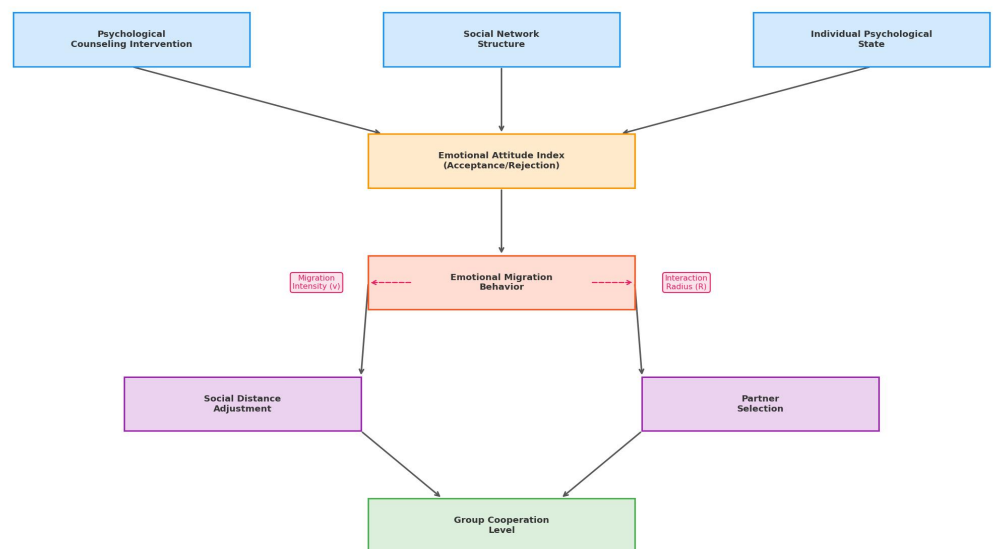 Psychological
Counseling Intervention
Social Network
Structure
Individual Psychological
State
Emotional Attitude Index
(Acceptance/Rejection)
Migration
Intensity (v)
Emotional Migration
Behavior
Interaction
Radius (R)
Social Distance
Adjustment
Partner
Selection
Group Cooperation
Level